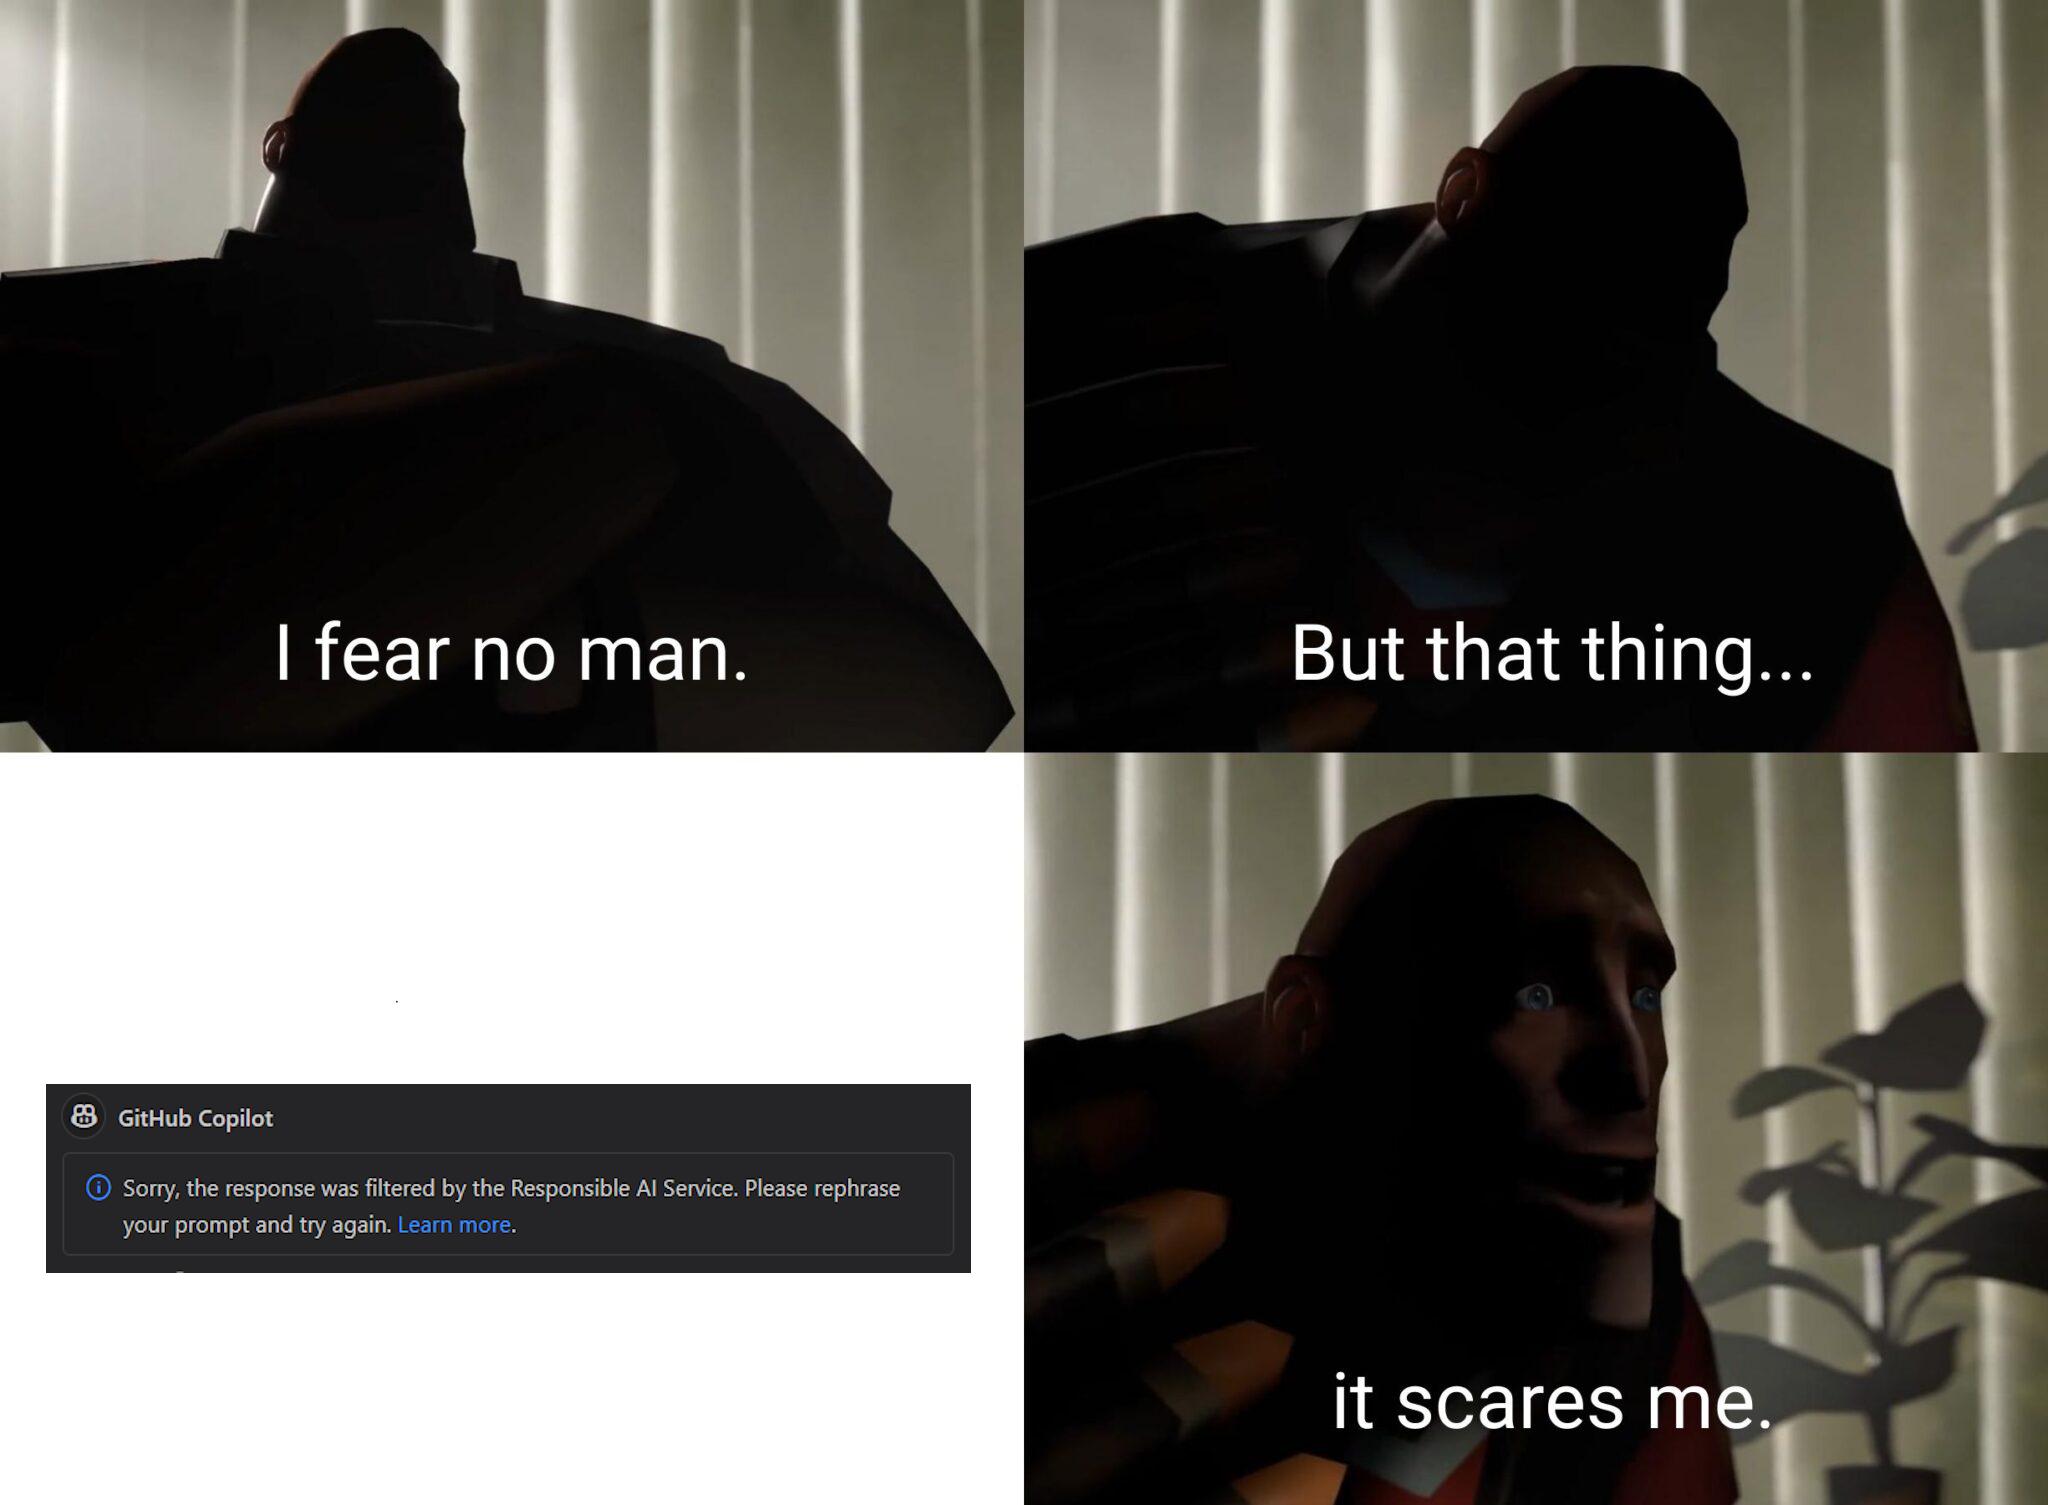 I fear no man.
But that thing...
GitHub Copilot
Sorry, the response was filtered by the Responsible AI Service. Please rephrase
your prompt and try again. Learn more.
it scares me.